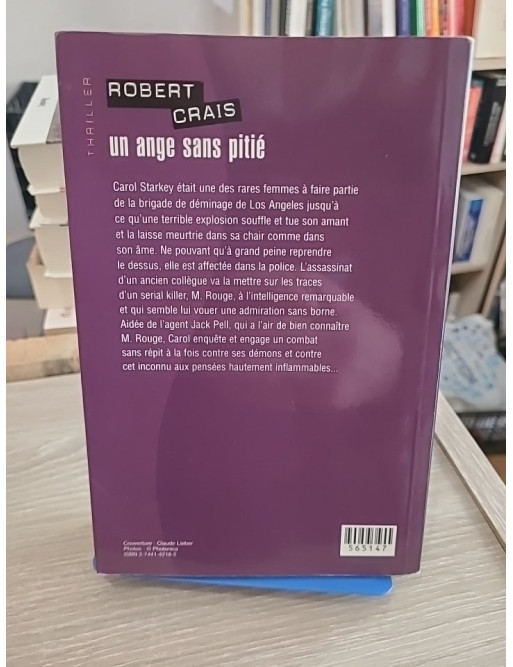 THRILLER
ROBERT
CRAIS
un ange sans pitié
Carol Starkey était une des rares femmes à faire partie
de la brigade de déminage de Los Angeles jusqu'à
ce qu'une terrible explosion souffle et tue son amant
et la laisse meurtrie dans sa chair comme dans
son âme. Ne pouvant qu'à grand peine reprendre
le dessus, elle est affectée dans la police. L'assassinat
d'un ancien collègue va la mettre sur les traces
d'un serial killer, M. Rouge, à l'intelligence remarquable
et qui semble lui vouer une admiration sans borne.
Aidée de l'agent Jack Pell, qui a l'air de bien connaître
M. Rouge, Carol enquête et engage un combat
sans répit à la fois contre ses démons et contre
cet inconnu aux pensées hautement inflammables...
Couverture : Claude
Photos : © Photonica
ISBN
565147